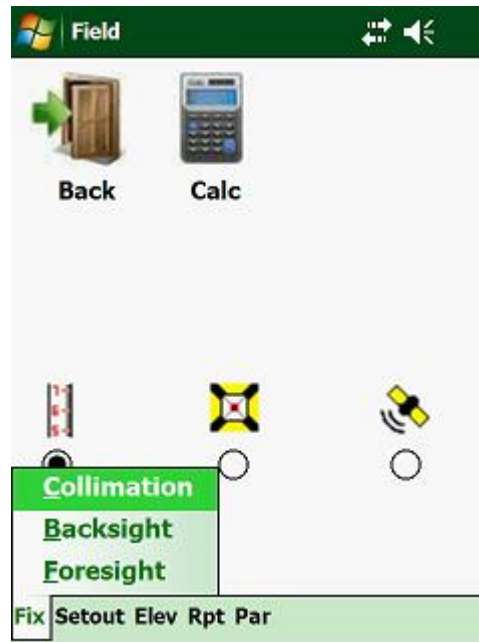 Field
Back Calc
Collimation
Backsight
Foresight
Fix Setout Elev Rpt Par